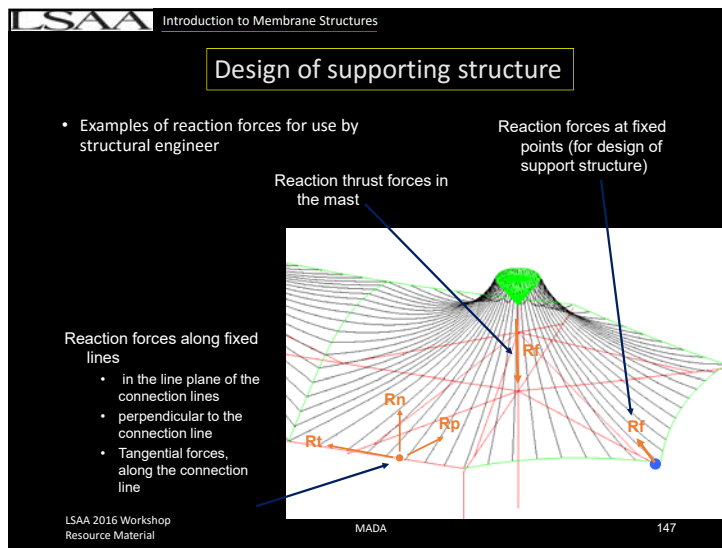 LSAA
Introduction to Membrane Structures
Design of supporting structure
• Examples of reaction forces for use by
structural engineer
Reaction forces at fixed
points (for design of
support structure)
Reaction thrust forces in
the mast
Reaction forces along fixed
lines
• in the line plane of the
connection lines
• perpendicular to the
connection line
• Tangential forces,
along the connection
line
Rf
Rn
Rt
Rp
Rf
LSAA 2016 Workshop
Resource Material
MADA
147